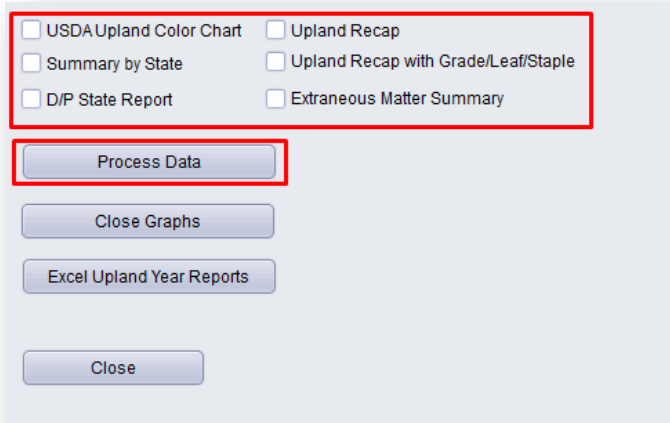 USDA Upland Color Chart
Upland Recap
Summary by State
Upland Recap with Grade/Leaf/Staple
D/P State Report
Extraneous Matter Summary
Process Data
Close Graphs
Excel Upland Year Reports
Close